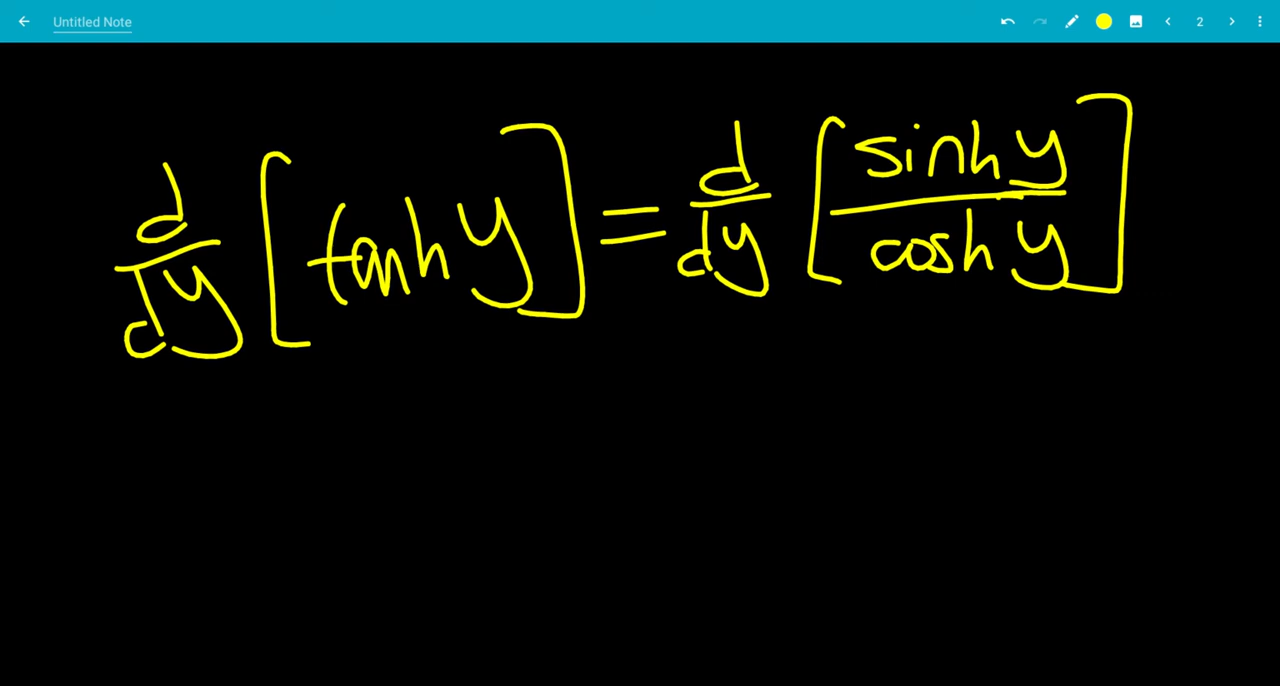 Untitled Note
2
d/dy [tanh y] = d/dy [sinh y / cosh y]